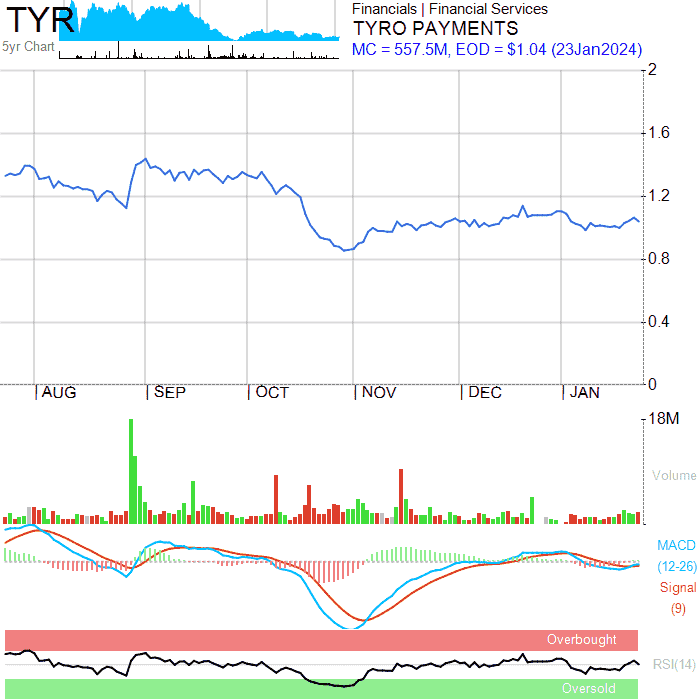 TYR
5yr Chart
Financials | Financial Services
TYRO PAYMENTS
MC = 557.5M, EOD = $1.04 (23Jan2024)
2
1.6
1.2
0.8
0.4
0
AUG SEP OCT NOV DEC JAN
18M
Volume
MACD
(12-26)
Signal
(9)
Overbought
RSI(14)
Oversold